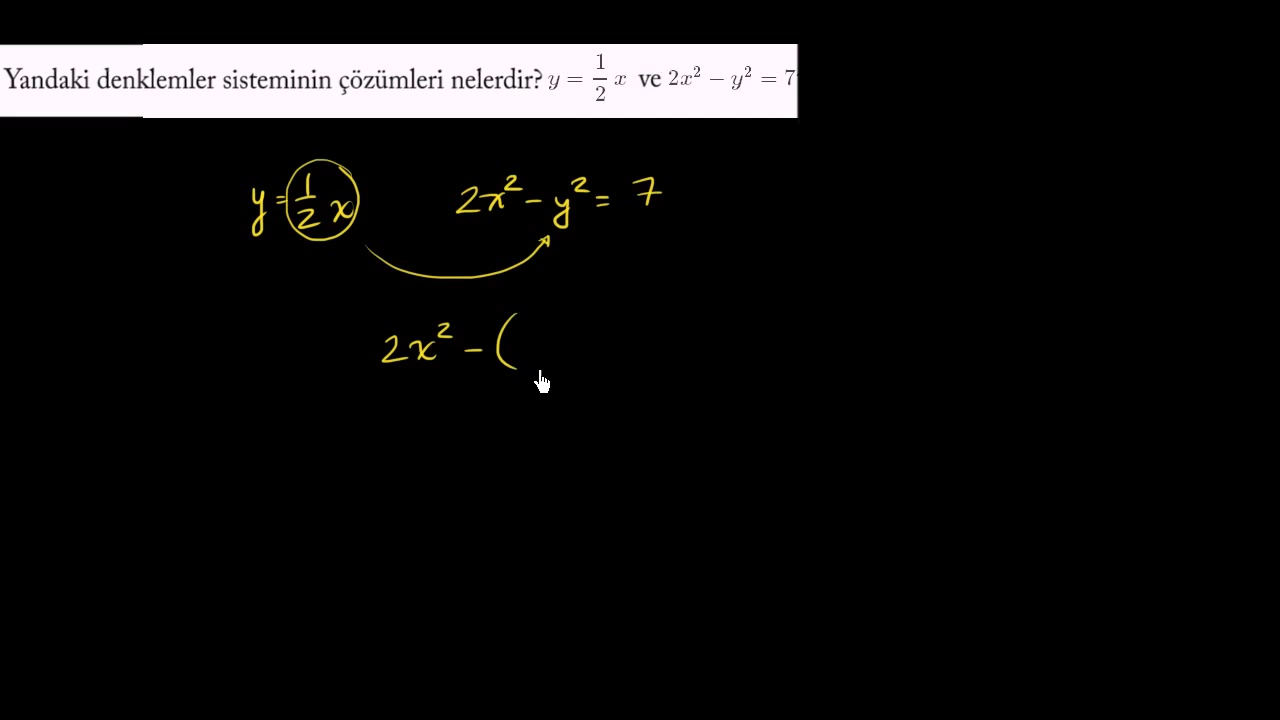 Yandaki denklemler sisteminin çözümleri nelerdir? y = 1/2 x ve 2x² − y² = 7
y = 1/2 x 2x² − y² = 7
2x² − (